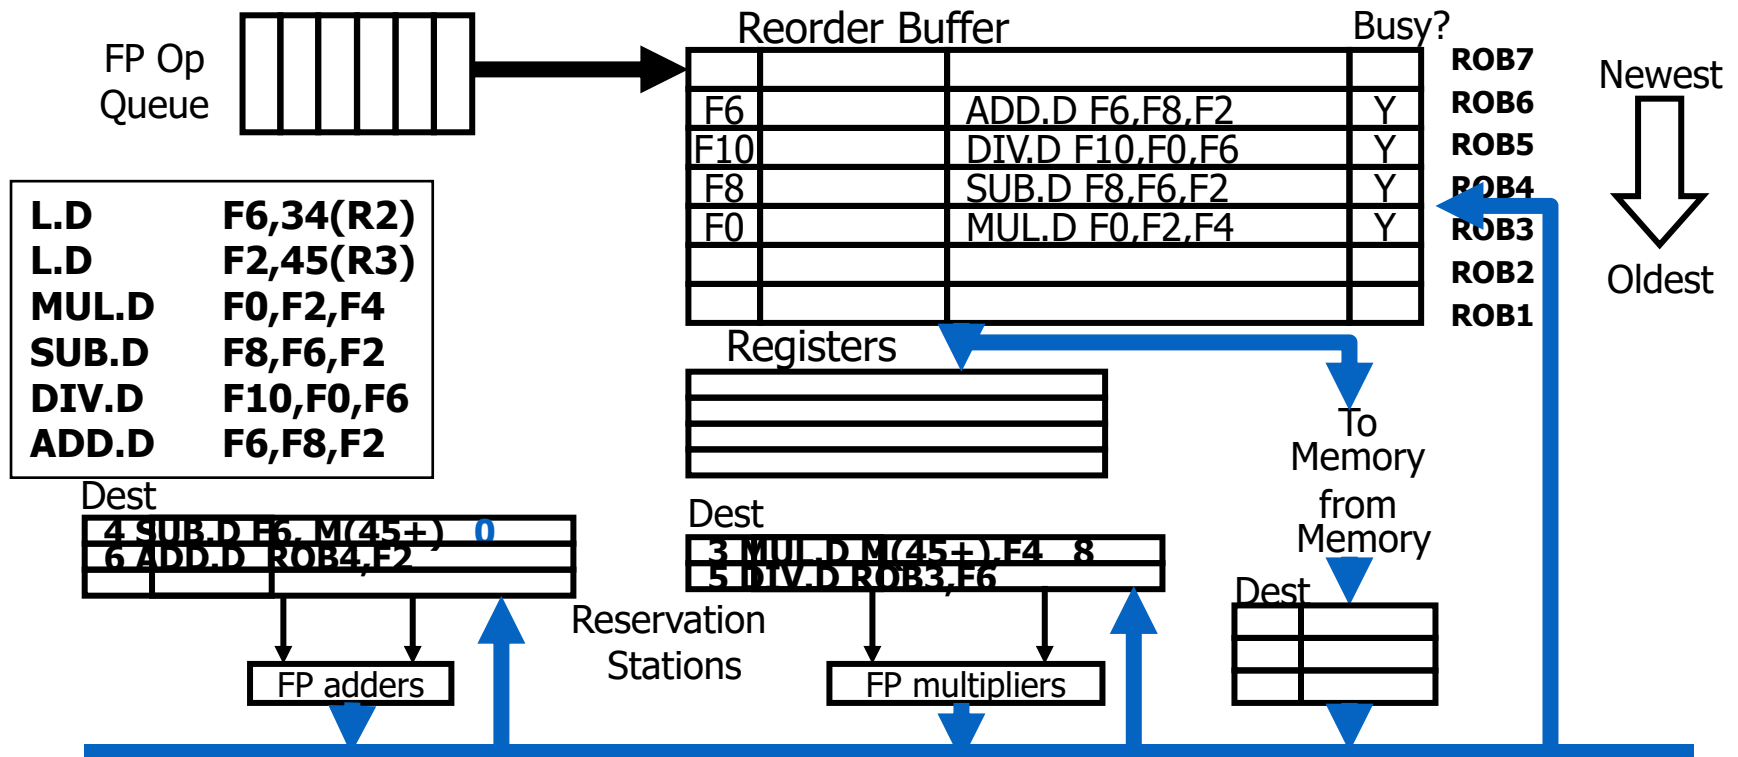 Reorder Buffer
Busy?
FP Op
Queue
ROB7
Newest
F6 ADD.D F6,F8,F2 Y ROB6
F10 DIV.D F10,F0,F6 Y ROB5
F8 SUB.D F8,F6,F2 Y ROB4
F0 MUL.D F0,F2,F4 Y ROB3
ROB2
Oldest
ROB1
L.D F6,34(R2)
L.D F2,45(R3)
MUL.D F0,F2,F4
SUB.D F8,F6,F2
DIV.D F10,F0,F6
ADD.D F6,F8,F2
Registers
To
Memory
from
Memory
Dest
4 SUB.D F6, M(45+) 0
6 ADD.D ROB4,F2
Dest
3 MUL.D M(45+),F4 8
5 DIV.D ROB3,F6
Dest
Reservation
Stations
FP adders
FP multipliers